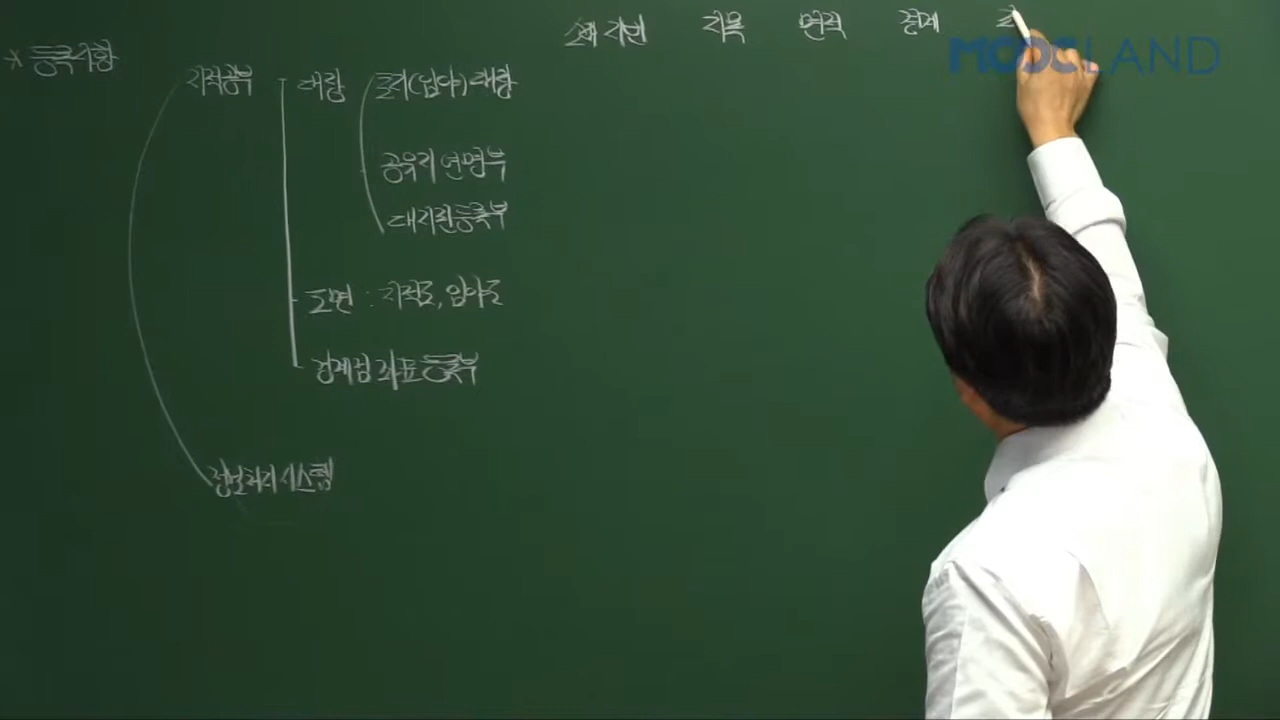 * 등록사항
소재 지번 지목 면적 경계
지적공부 대장 토지(임야)대장
공유지 연명부
대지권등록부
도면 : 지적도, 임야도
경계점 좌표 등록부
정보처리 시스템
MOOCLAND